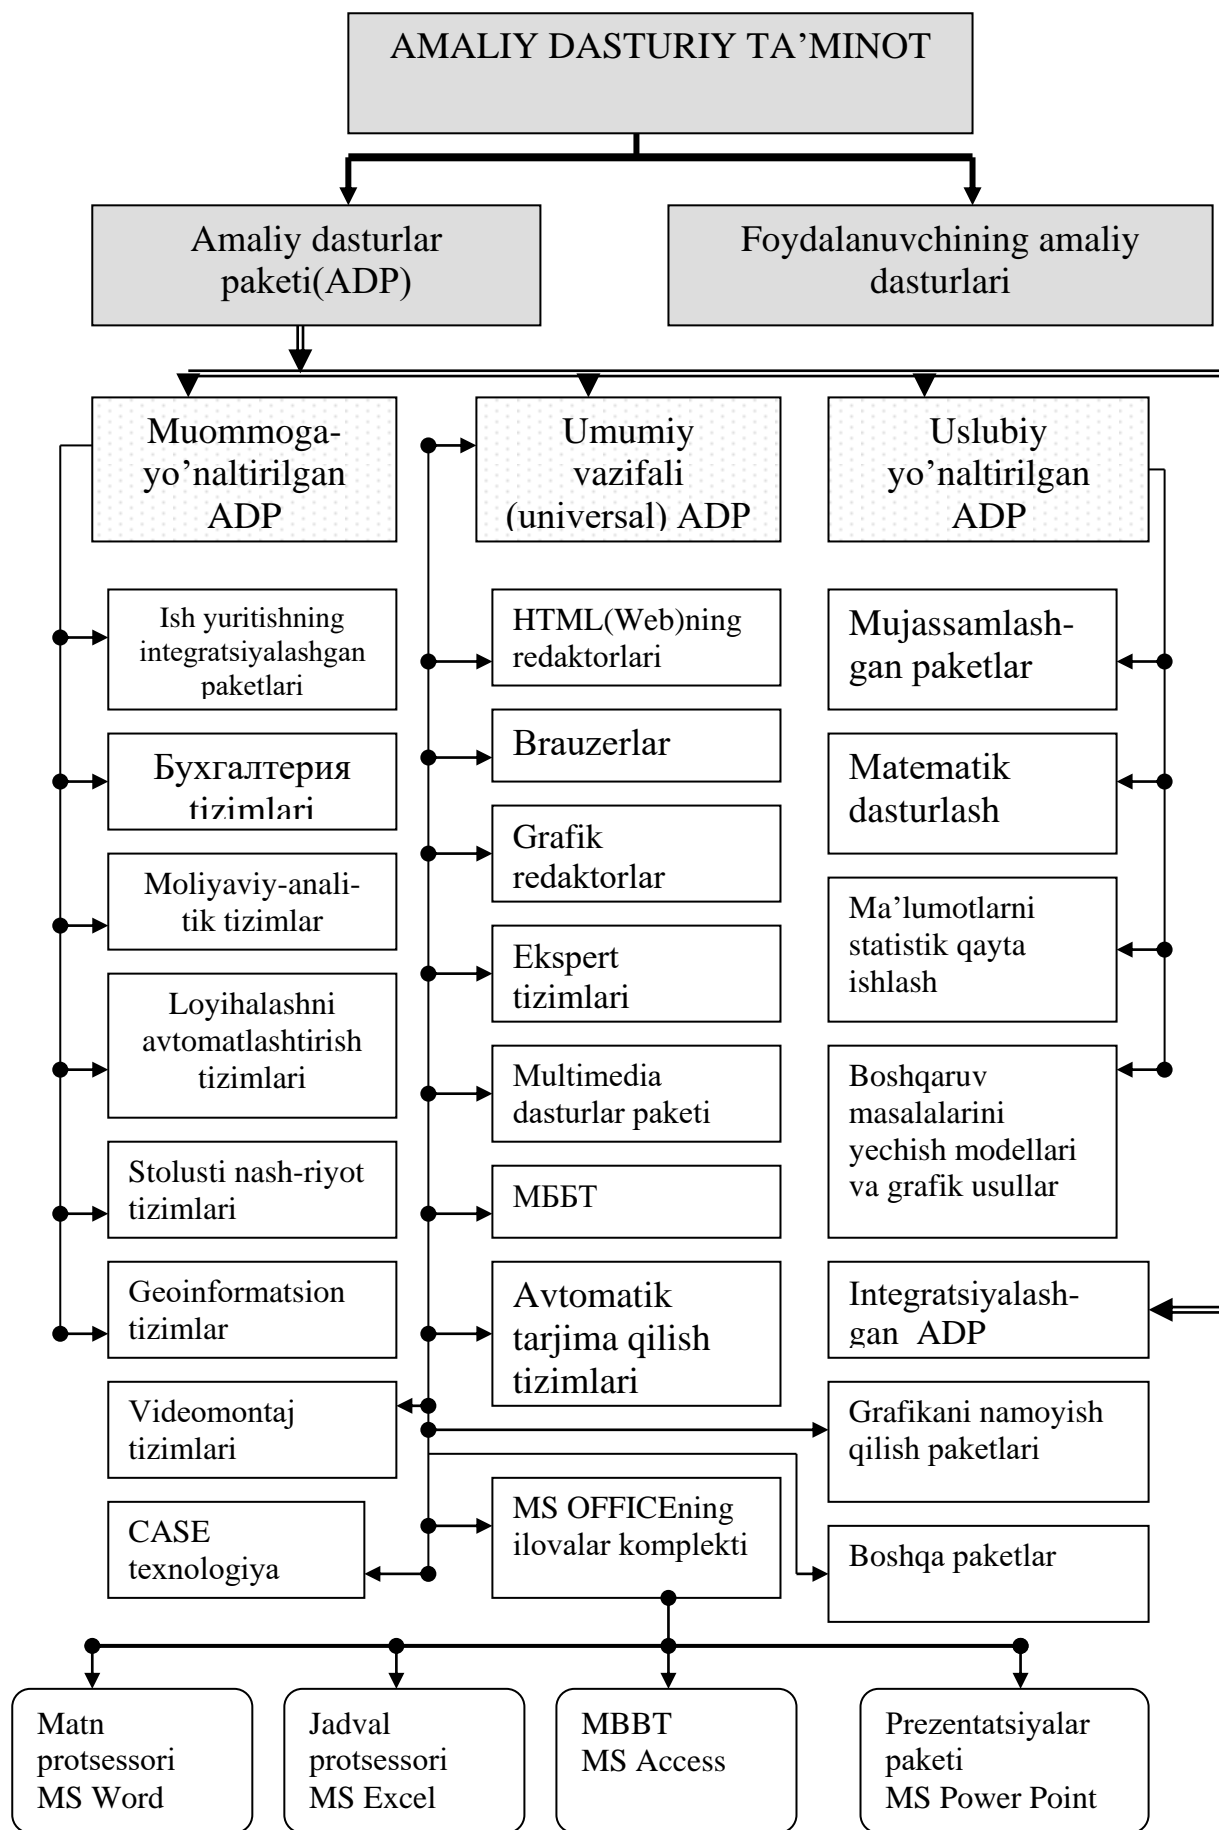 AMALIY DASTURIY TA’MINOT
Amaliy dasturlar
paketi(ADP)
Foydalanuvchining amaliy
dasturlari
Muommoga-
yo’naltirilgan
ADP
Umumiy
vazifali
(universal) ADP
Uslubiy
yo’naltirilgan
ADP
Ish yuritishning
integratsiyalashgan
paketlari
Бухгалтерия
tizimlari
Moliyaviy-anali-
tik tizimlar
Loyihalashni
avtomatlashtirish
tizimlari
Stolusti nash-riyot
tizimlari
Geoinformatsion
tizimlar
Videomontaj
tizimlari
CASE
texnologiya
HTML(Web)ning
redaktorlari
Brauzerlar
Grafik
redaktorlar
Ekspert
tizimlari
Multimedia
dasturlar paketi
МББТ
Avtomatik
tarjima qilish
tizimlari
MS OFFICEning
ilovalar komplekti
Mujassamlash-
gan paketlar
Matematik
dasturlash
Ma’lumotlarni
statistik qayta
ishlash
Boshqaruv
masalalarini
yechish modellari
va grafik usullar
Integratsiyalash-
gan  ADP
Grafikani namoyish
qilish paketlari
Boshqa paketlar
Matn
protsessori
MS Word
Jadval
protsessori
MS Excel
MBBT
MS Access
Prezentatsiyalar
paketi
MS Power Point